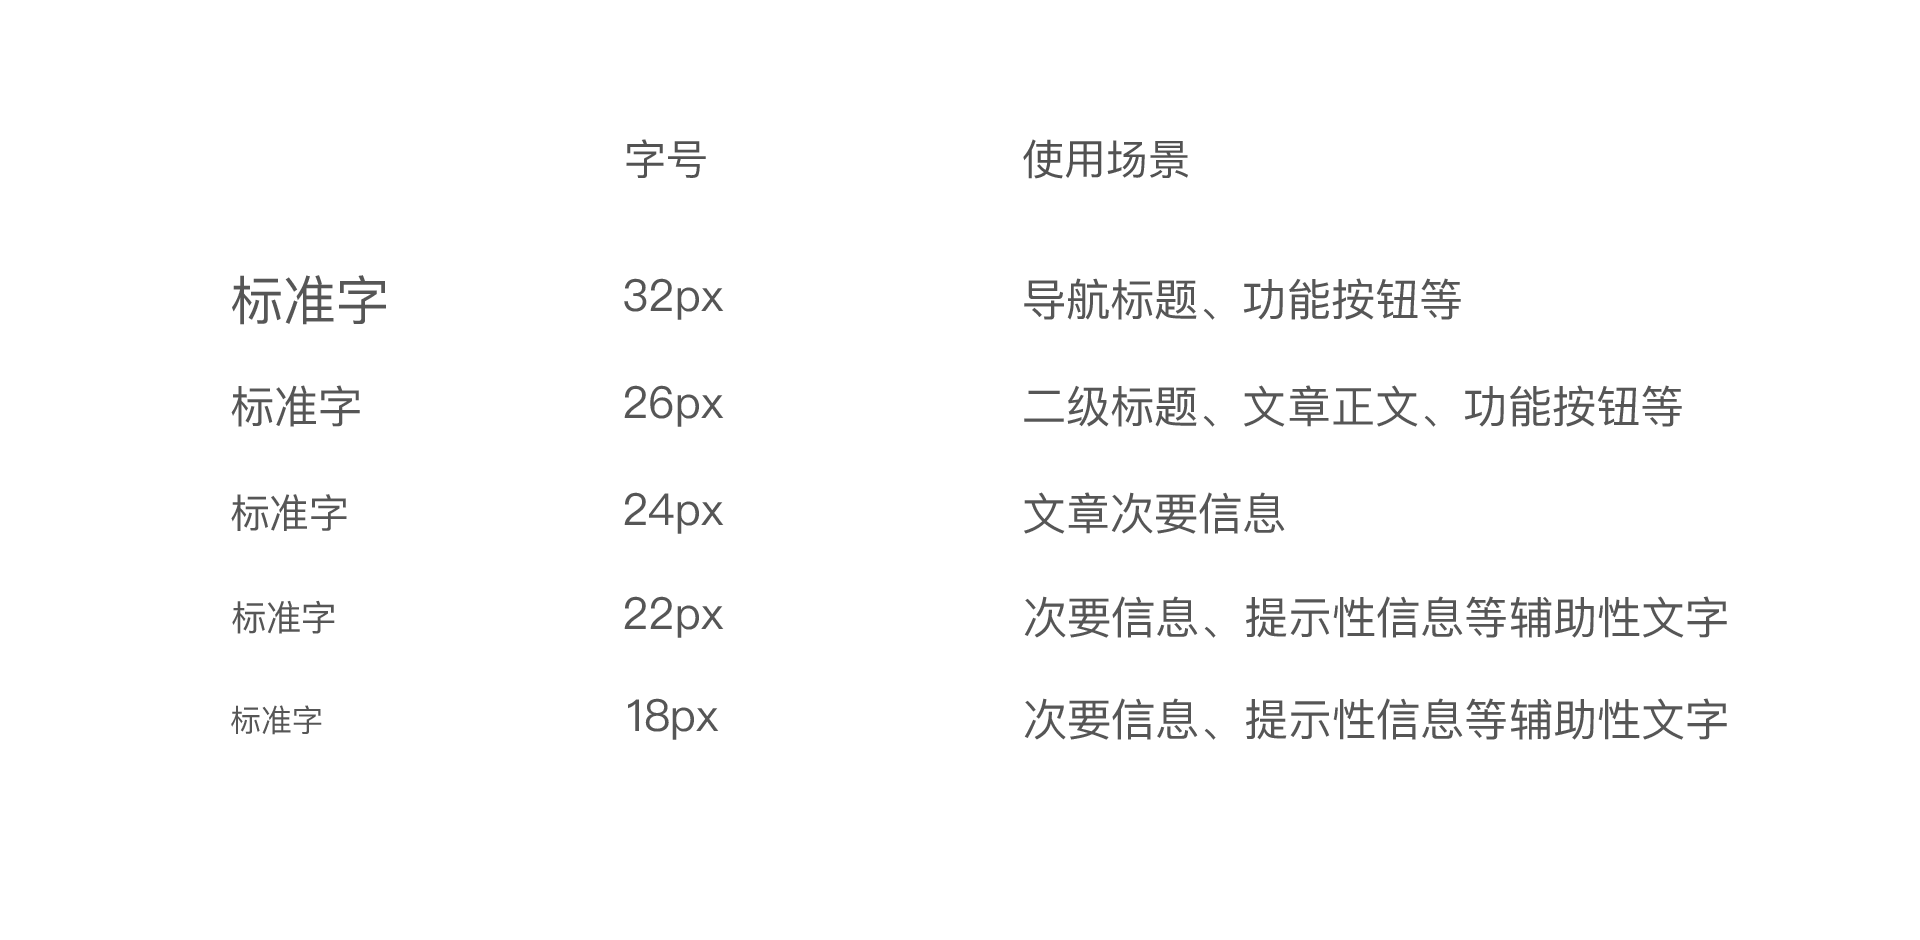 字号 使用场景
标准字 32px 导航标题、功能按钮等
标准字 26px 二级标题、文章正文、功能按钮等
标准字 24px 文章次要信息
标准字 22px 次要信息、提示性信息等辅助性文字
标准字 18px 次要信息、提示性信息等辅助性文字